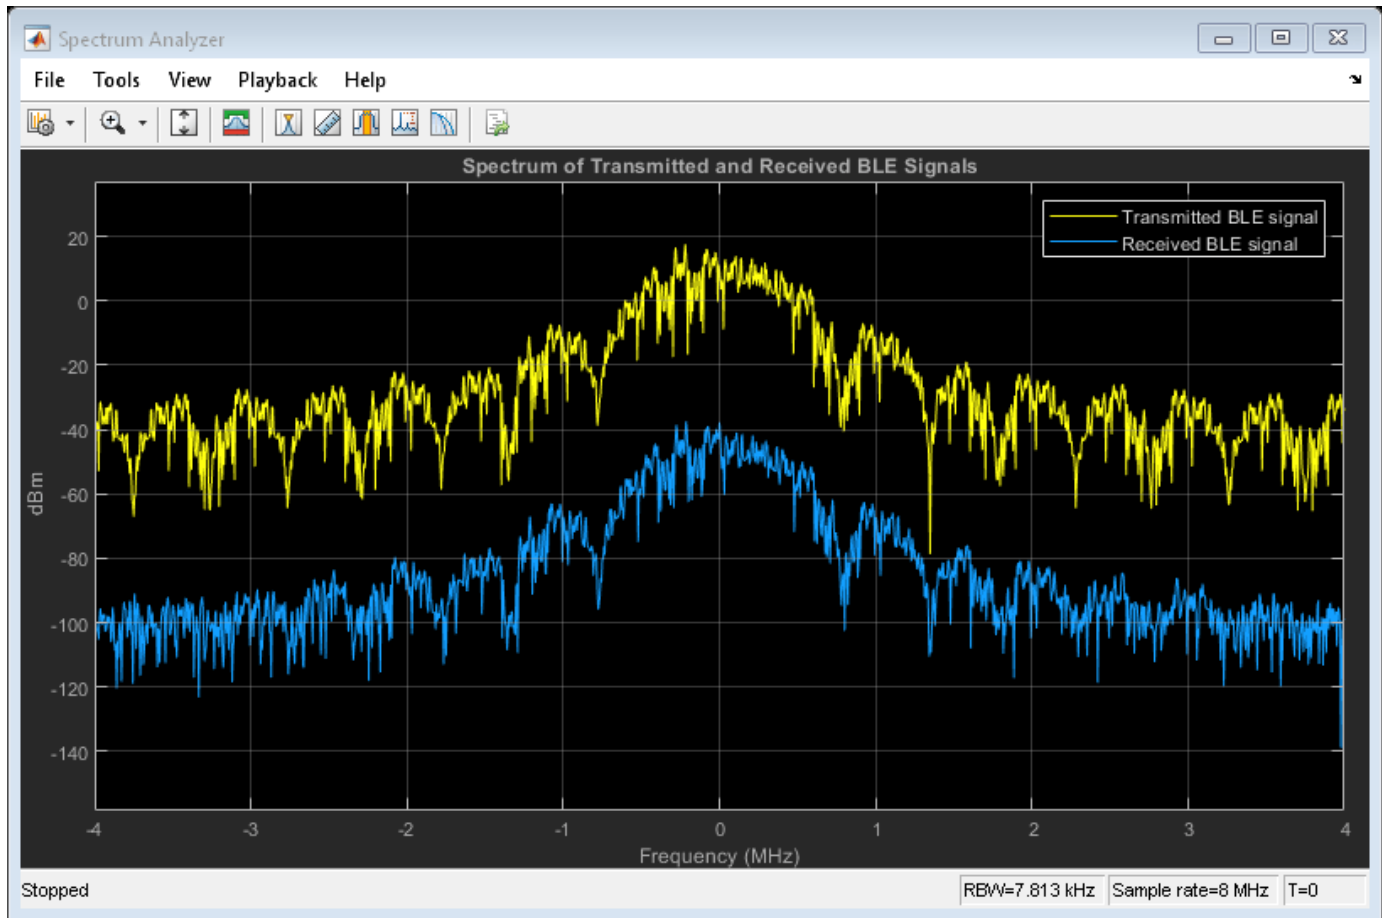 Spectrum Analyzer
File Tools View Playback Help
Spectrum of Transmitted and Received BLE Signals
Transmitted BLE signal
Received BLE signal
20
0
-20
-40
-60
-80
-100
-120
-140
dBm
-4 -3 -2 -1 0 1 2 3 4
Frequency (MHz)
Stopped RBW=7.813 kHz Sample rate=8 MHz T=0